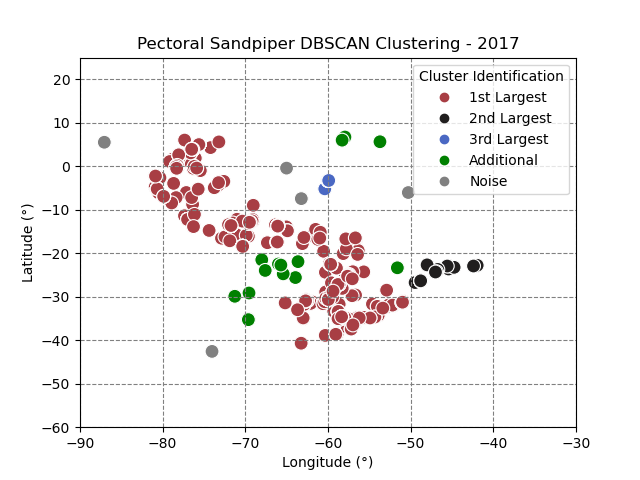 Pectoral Sandpiper DBSCAN Clustering - 2017
Cluster Identification
1st Largest
2nd Largest
3rd Largest
Additional
Noise
20
10
0
−10
−20
−30
−40
−50
−60
Latitude (°)
−90 −80 −70 −60 −50 −40 −30
Longitude (°)